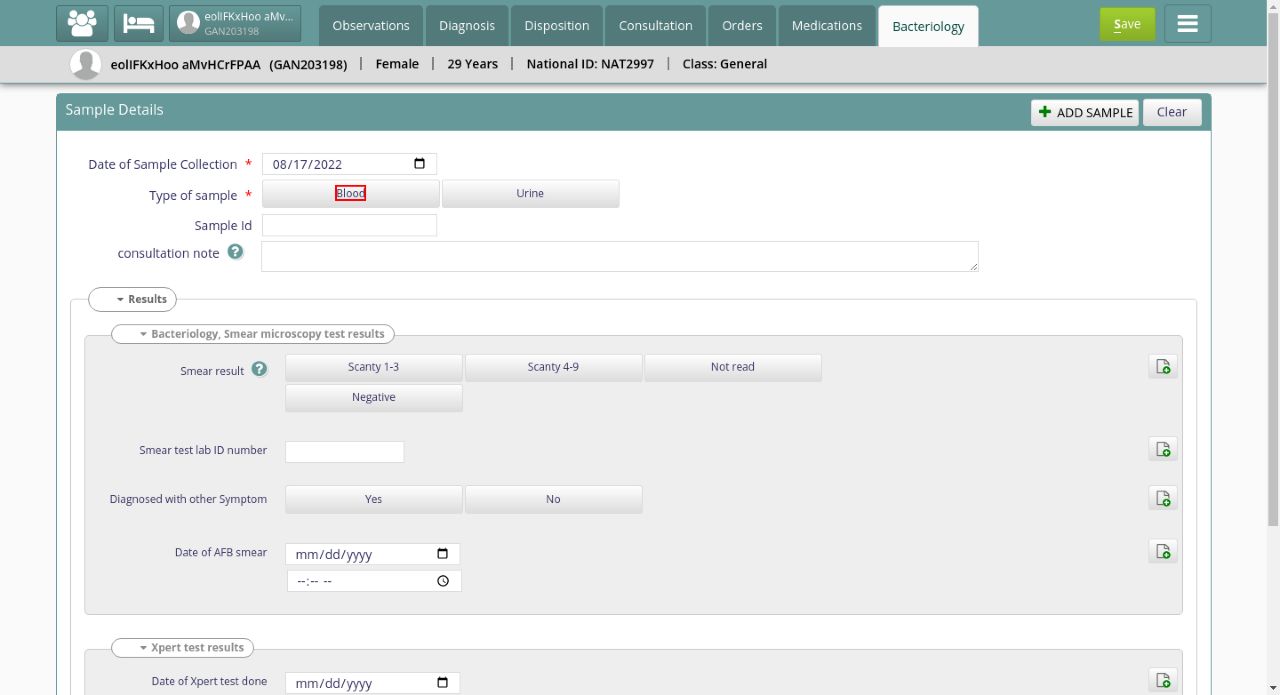 eolIFKxHoo aMv...
GAN203198
Observations
Diagnosis
Disposition
Consultation
Orders
Medications
Bacteriology
Save
eolIFKxHoo aMvHCrFPAA (GAN203198) | Female | 29 Years | National ID: NAT2997 | Class: General
Sample Details
ADD SAMPLE
Clear
Date of Sample Collection *
08/17/2022
Type of sample *
Blood
Urine
Sample Id
consultation note ?
Results
Bacteriology, Smear microscopy test results
Smear result ?
Scanty 1-3
Scanty 4-9
Not read
Negative
Smear test lab ID number
Diagnosed with other Symptom
Yes
No
Date of AFB smear
mm/dd/yyyy
--:-- --
Xpert test results
Date of Xpert test done
mm/dd/yyyy